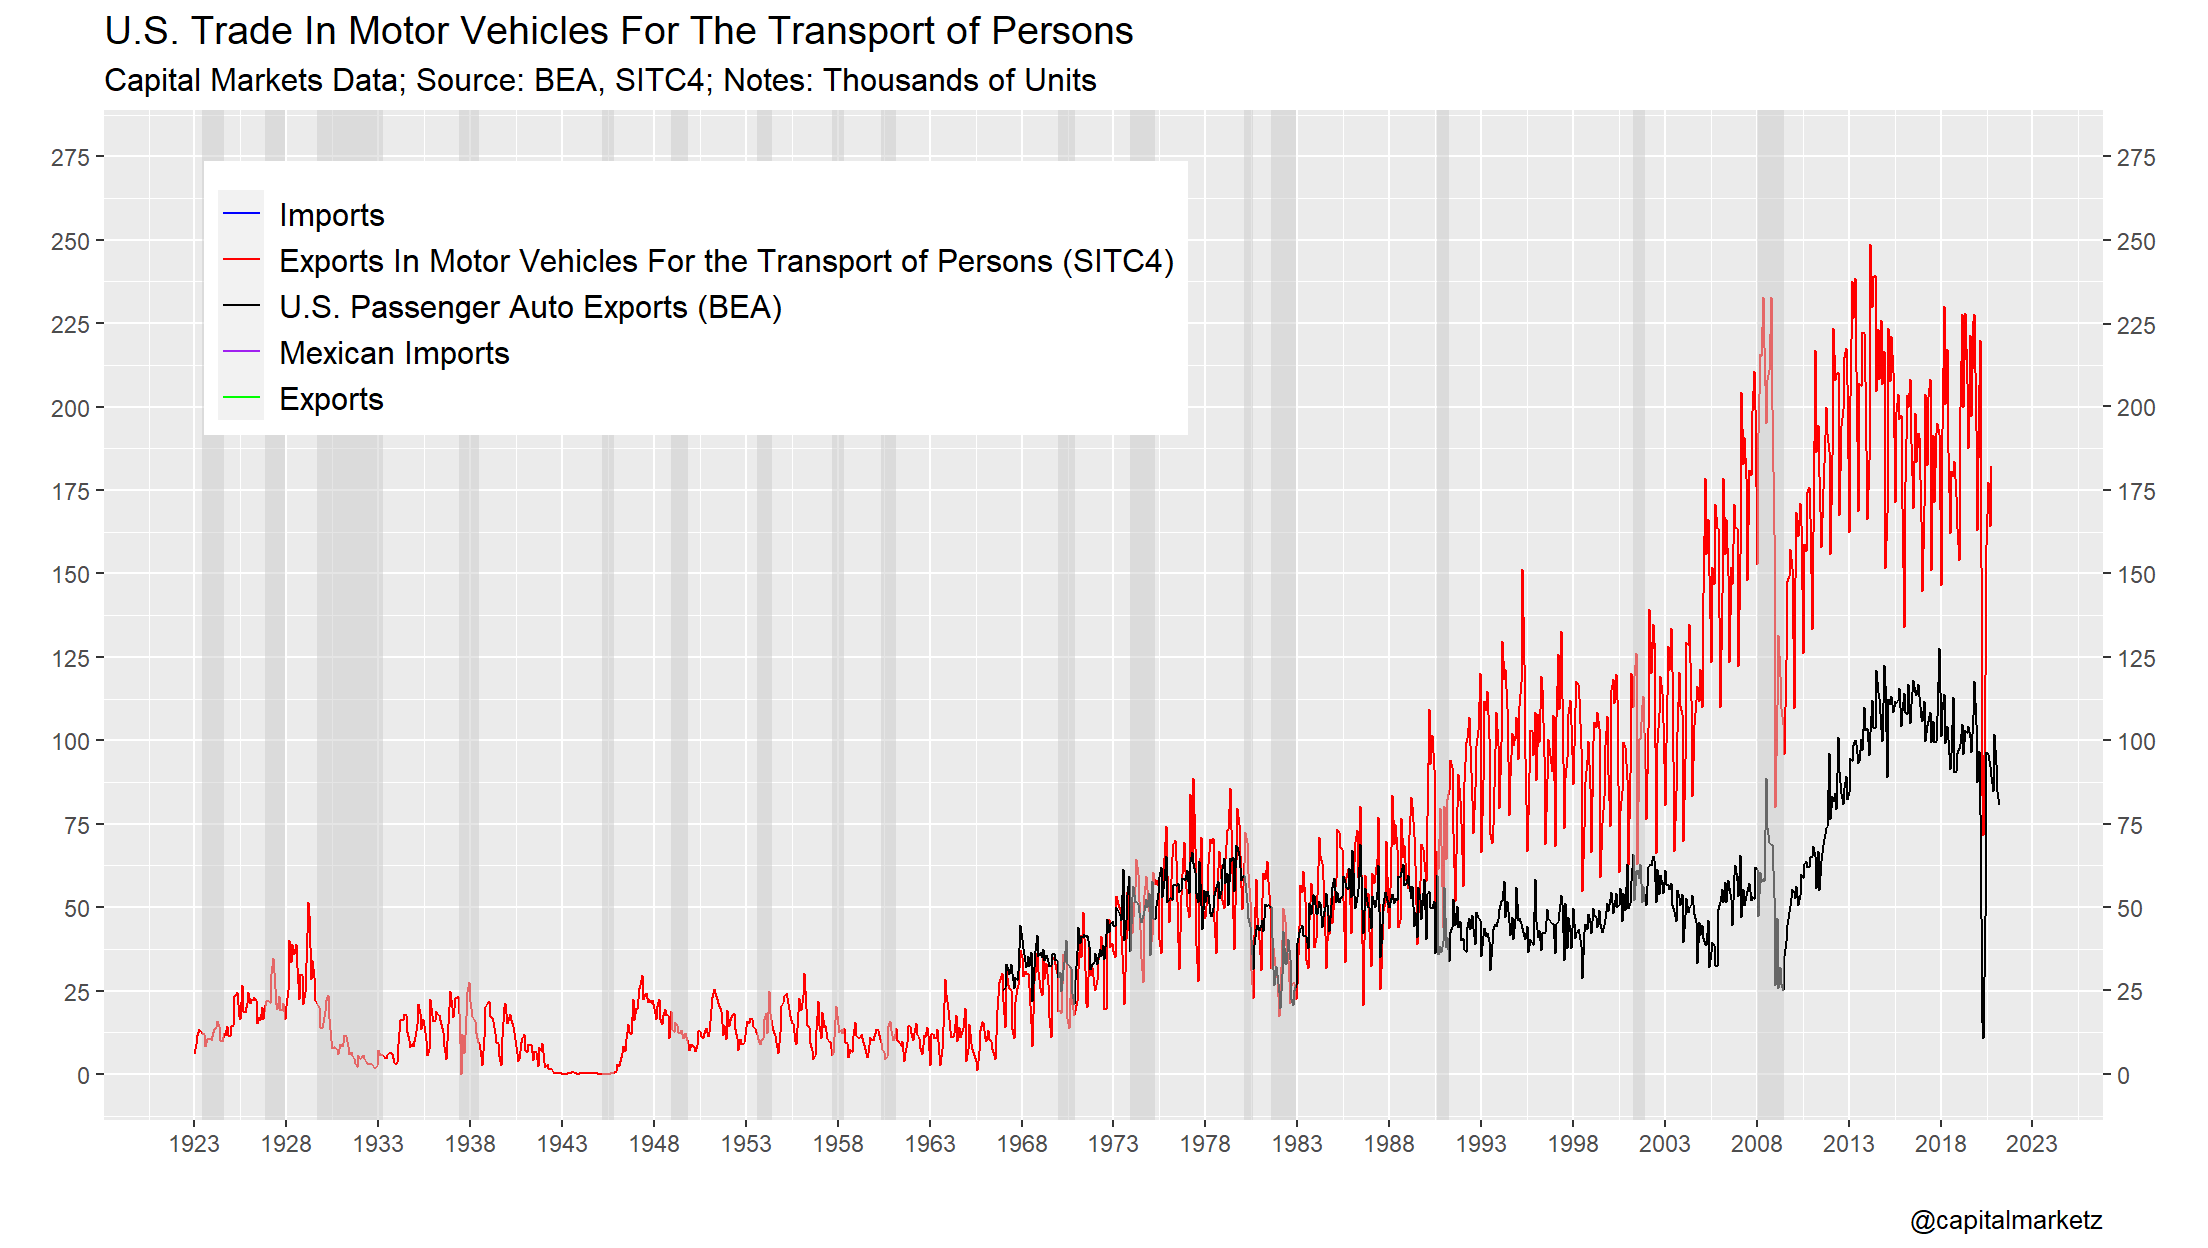 U.S. Trade In Motor Vehicles For The Transport of Persons
Capital Markets Data; Source: BEA, SITC4; Notes: Thousands of Units
275
250
225
200
175
150
125
100
75
50
25
0
Imports
Exports In Motor Vehicles For the Transport of Persons (SITC4)
U.S. Passenger Auto Exports (BEA)
Mexican Imports
Exports
275
250
225
200
175
150
125
100
75
50
25
0
1923 1928 1933 1938 1943 1948 1953 1958 1963 1968 1973 1978 1983 1988 1993 1998 2003 2008 2013 2018 2023
@capitalmarketz